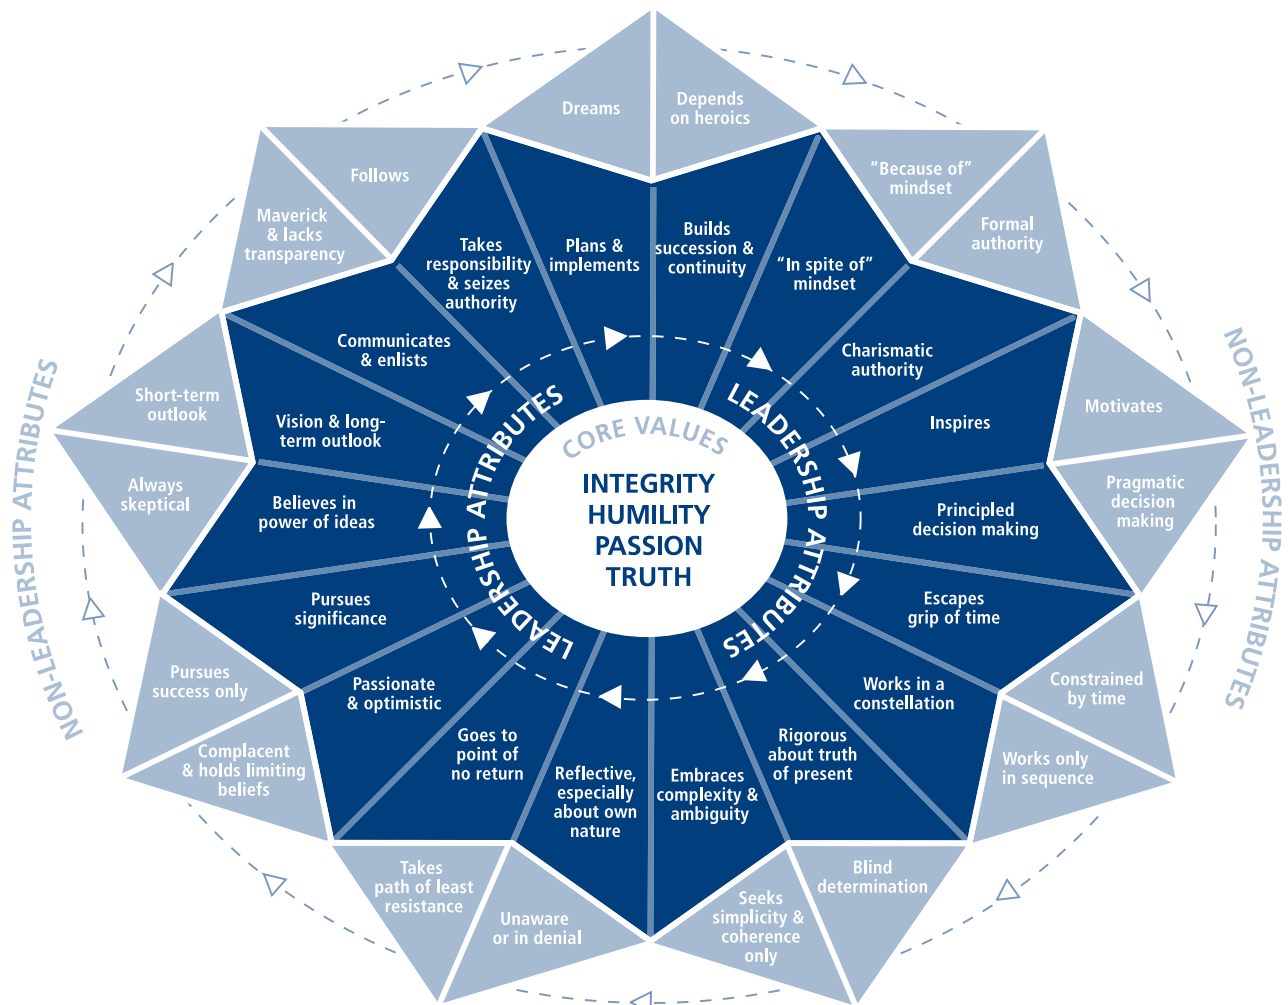 Dreams
Depends
on heroics
"Because of"
mindset
Formal
authority
Motivates
Pragmatic
decision
making
Constrained
by time
Works only
in sequence
Blind
determination
Seeks
simplicity &
coherence
only
Unaware
or in denial
Takes
path of least
resistance
Complacent
& holds limiting
beliefs
Pursues
success only
Always
skeptical
Short-term
outlook
Maverick
& lacks
transparency
Follows
Plans &
implements
Builds
succession &
continuity
"In spite of"
mindset
Charismatic
authority
Inspires
Principled
decision making
Escapes
grip of time
Works in a
constellation
Rigorous
about truth
of present
Embraces
complexity &
ambiguity
Reflective,
especially
about own
nature
Goes to
point of
no return
Passionate
& optimistic
Pursues
significance
Believes in
power of ideas
Vision & long-
term outlook
Communicates
& enlists
Takes
responsibility
& seizes
authority
LEADERSHIP ATTRIBUTES
LEADERSHIP ATTRIBUTES
CORE VALUES
INTEGRITY
HUMILITY
PASSION
TRUTH
NON-LEADERSHIP ATTRIBUTES
NON-LEADERSHIP ATTRIBUTES